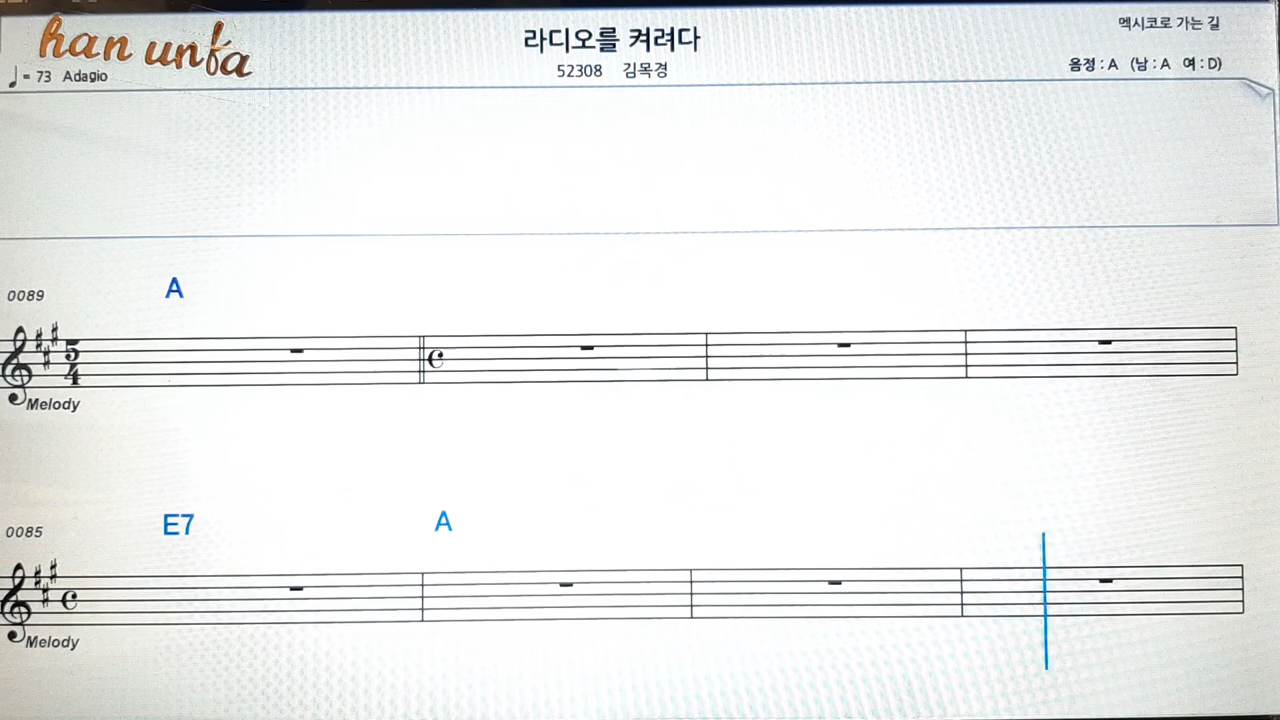 han unfa
라디오를 켜려다
멕시코로 가는 길
♩ = 73 Adagio
52308 김목경
음정 : A (남 : A 여 : D)
0089
A
5
4
Melody
0085
E7 A
Melody